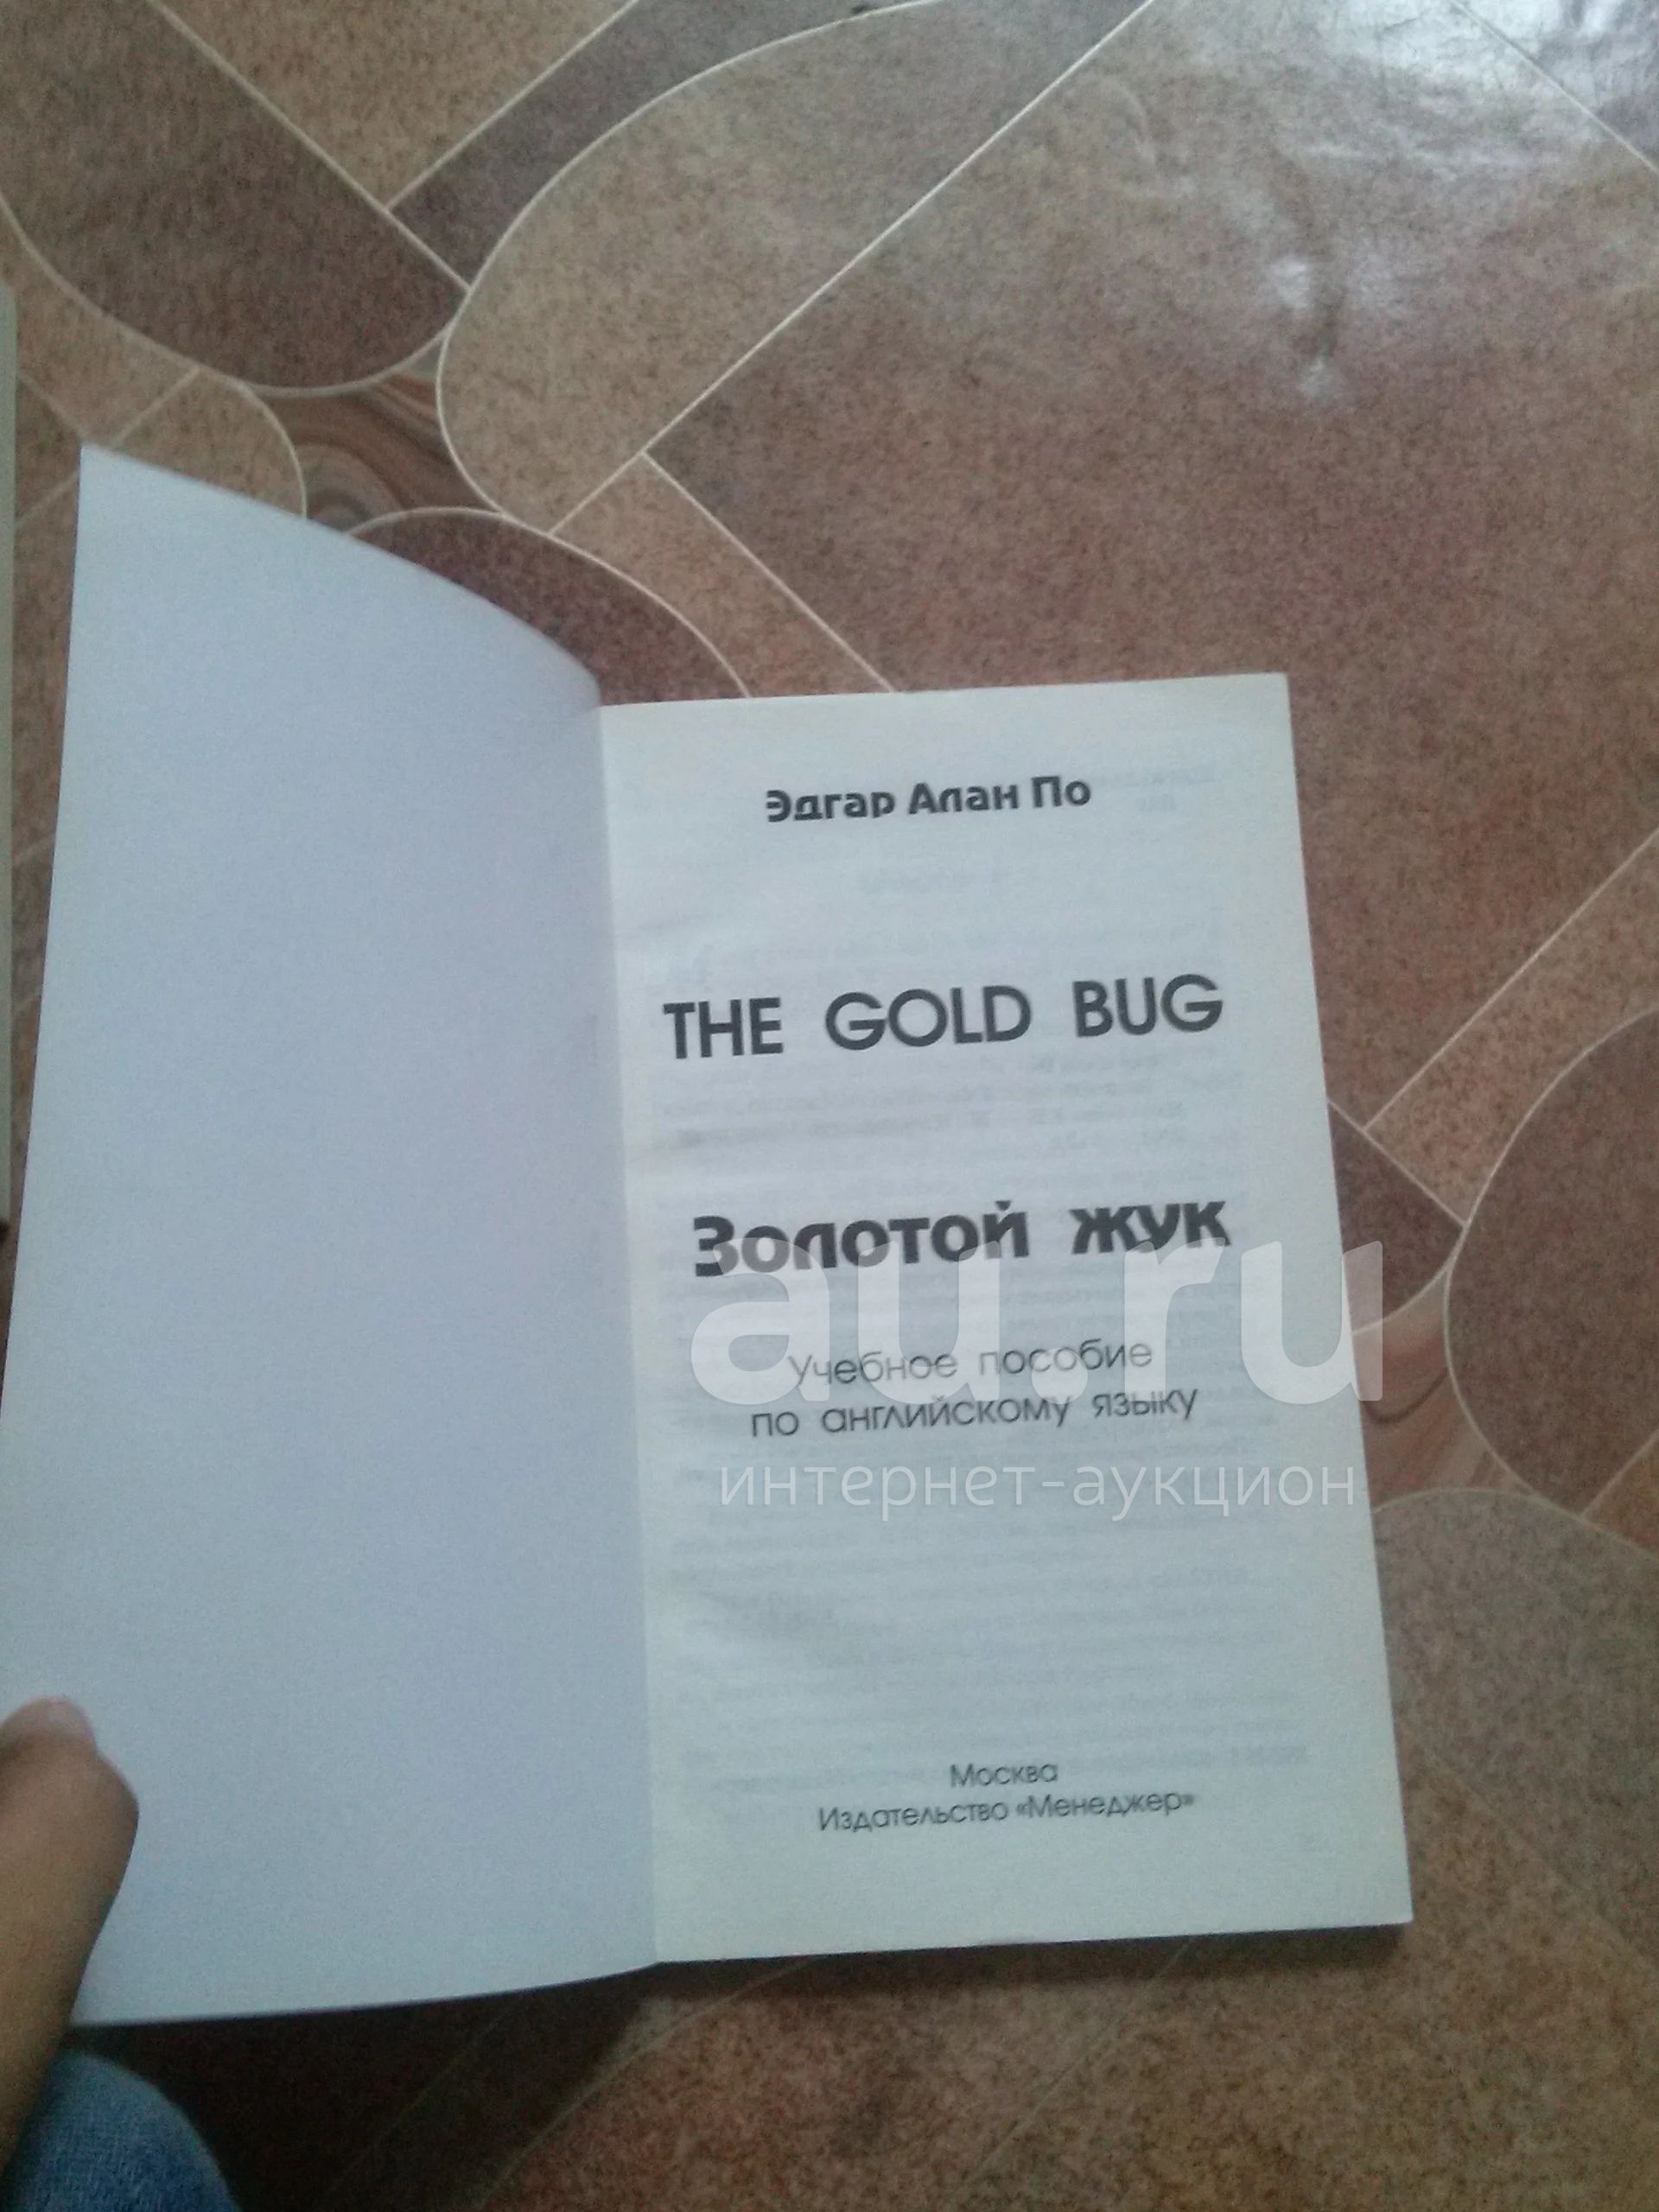 Эдгар Алан По
THE GOLD BUG
Золотой жук
au.ru
Учебное пособие
по английскому языку
интернет-аукцион
Москва
Издательство «Менеджер»